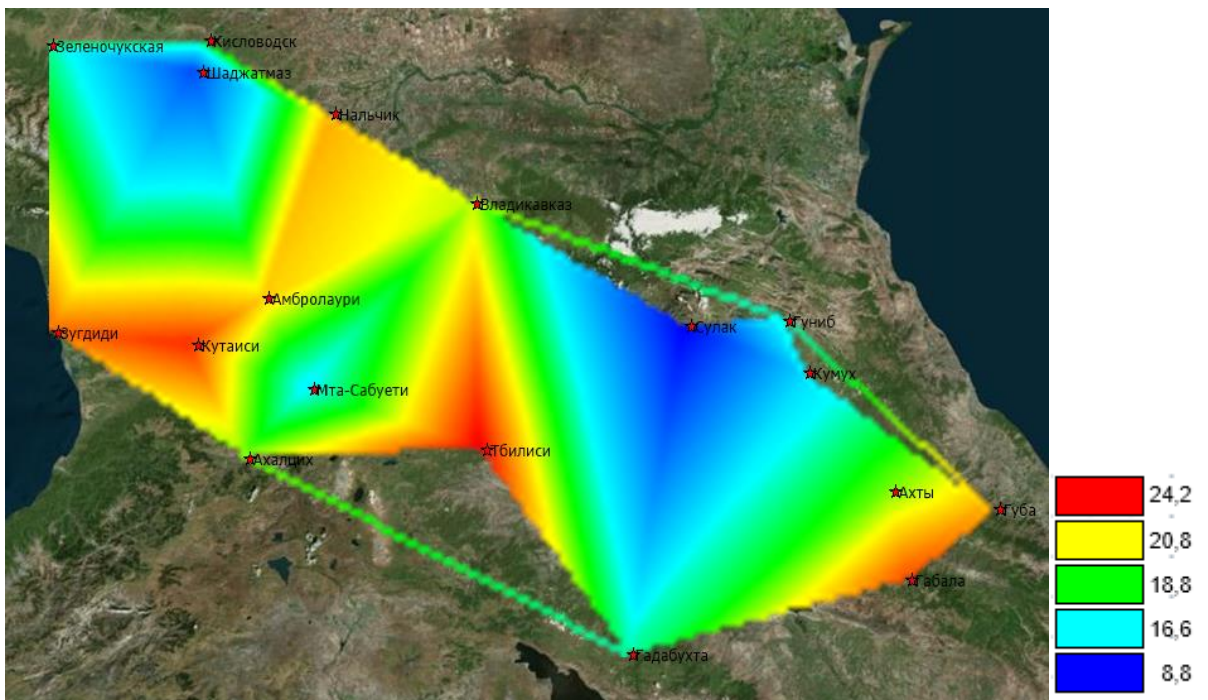 Зеленочукская
Кисловодск
Шаджатмаз
Нальчик
Владикавказ
Амбролаури
Гуниб
Сулак
Зугдиди
Кутаиси
Кумух
Мта-Сабуети
Тбилиси
Ахалцих
Ахты
Губа
Габала
Гадабухта
24,2
20,8
18,8
16,6
8,8